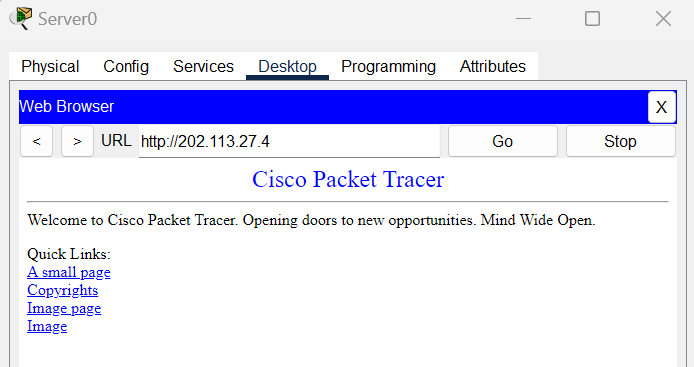 Server0
Physical Config Services Desktop Programming Attributes
Web Browser X
< > URL http://202.113.27.4 Go Stop
Cisco Packet Tracer
Welcome to Cisco Packet Tracer. Opening doors to new opportunities. Mind Wide Open.
Quick Links:
A small page
Copyrights
Image page
Image